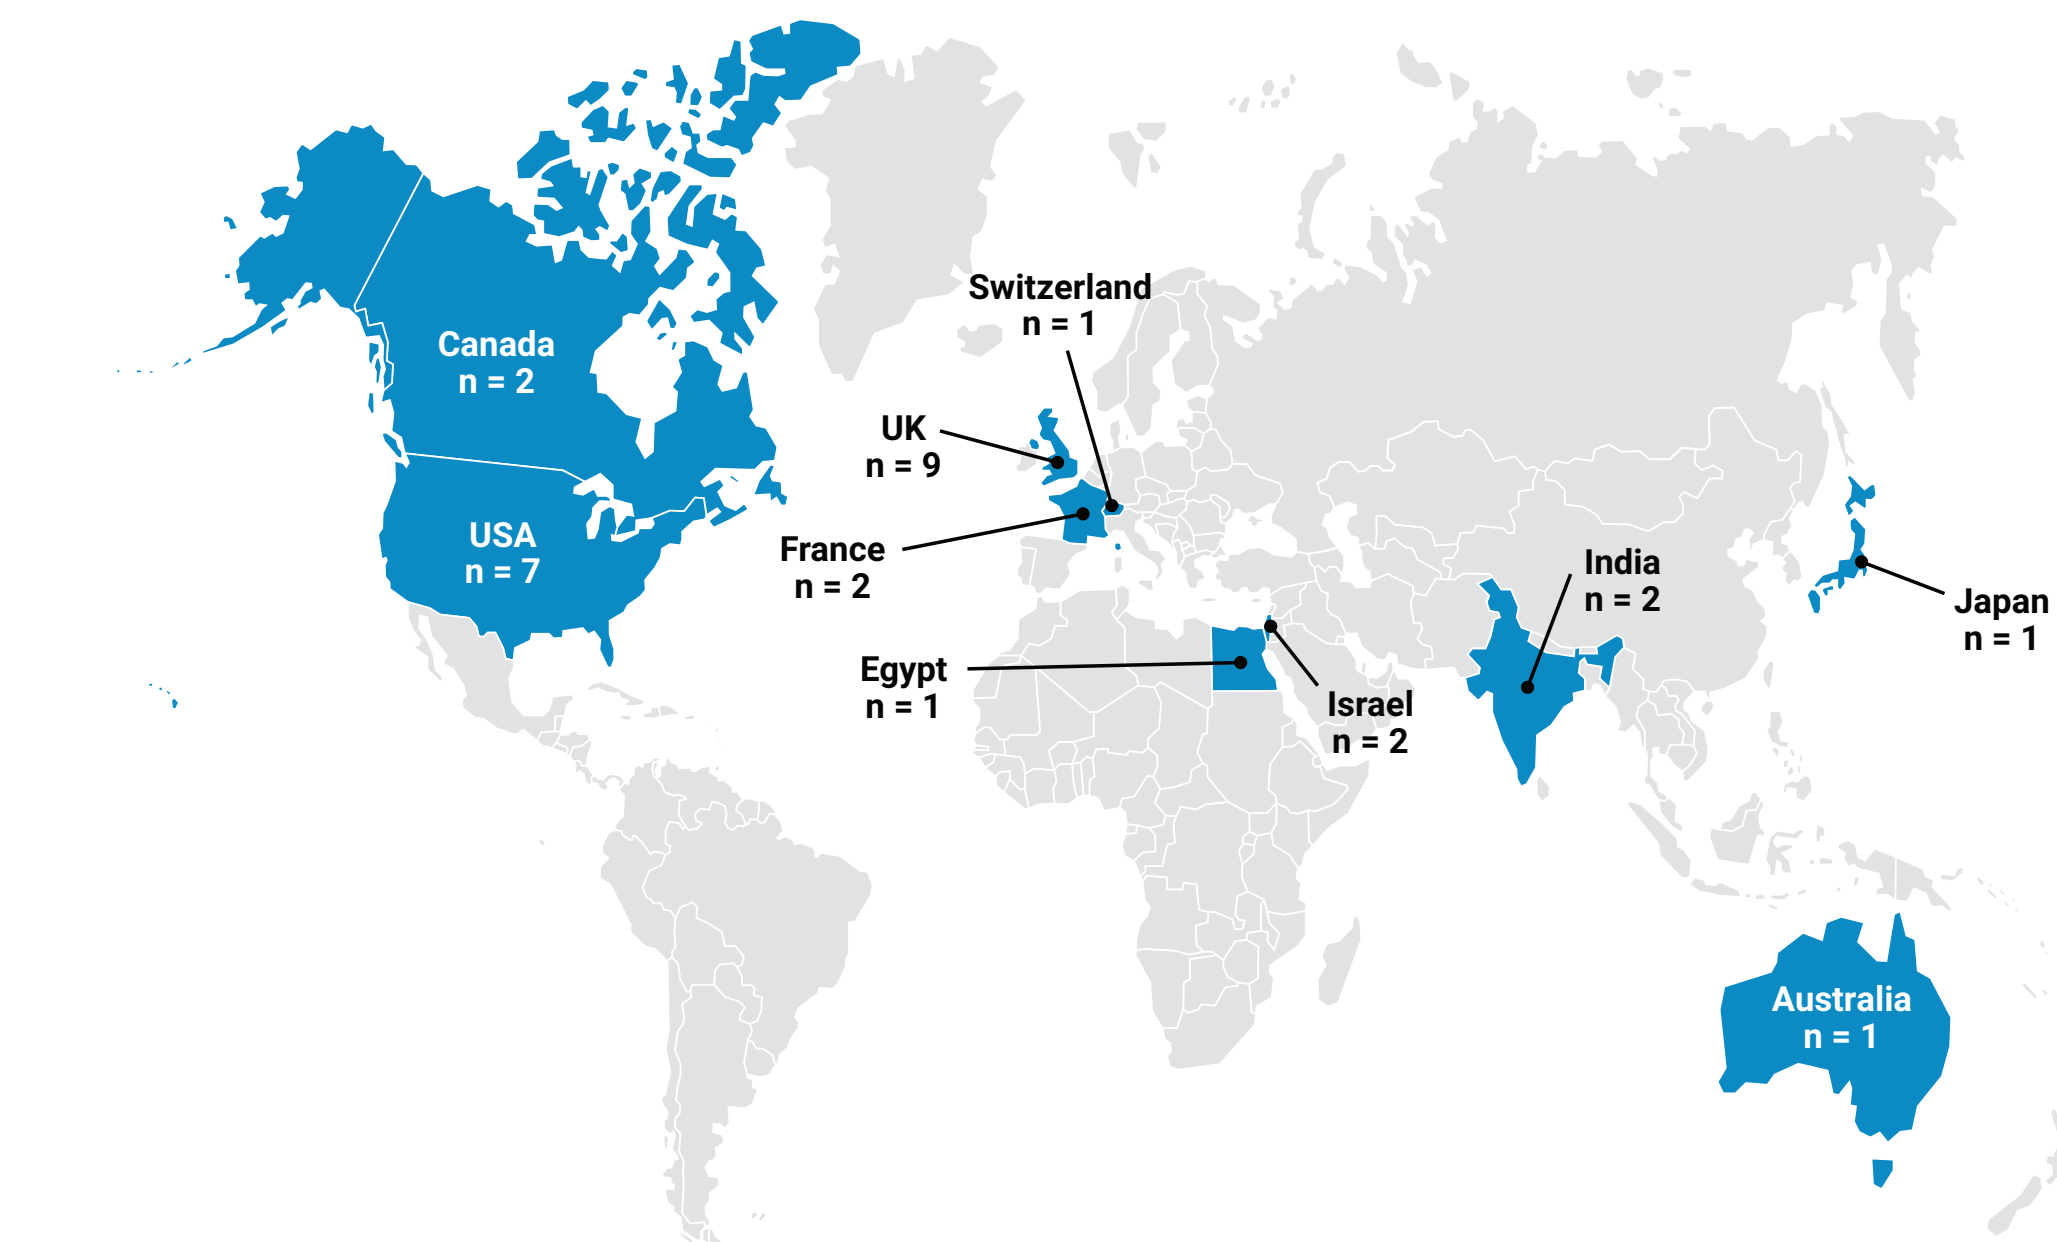 Switzerland
n = 1
Canada
n = 2
UK
n = 9
USA
n = 7
France
n = 2
India
n = 2
Japan
n = 1
Egypt
n = 1
Israel
n = 2
Australia
n = 1